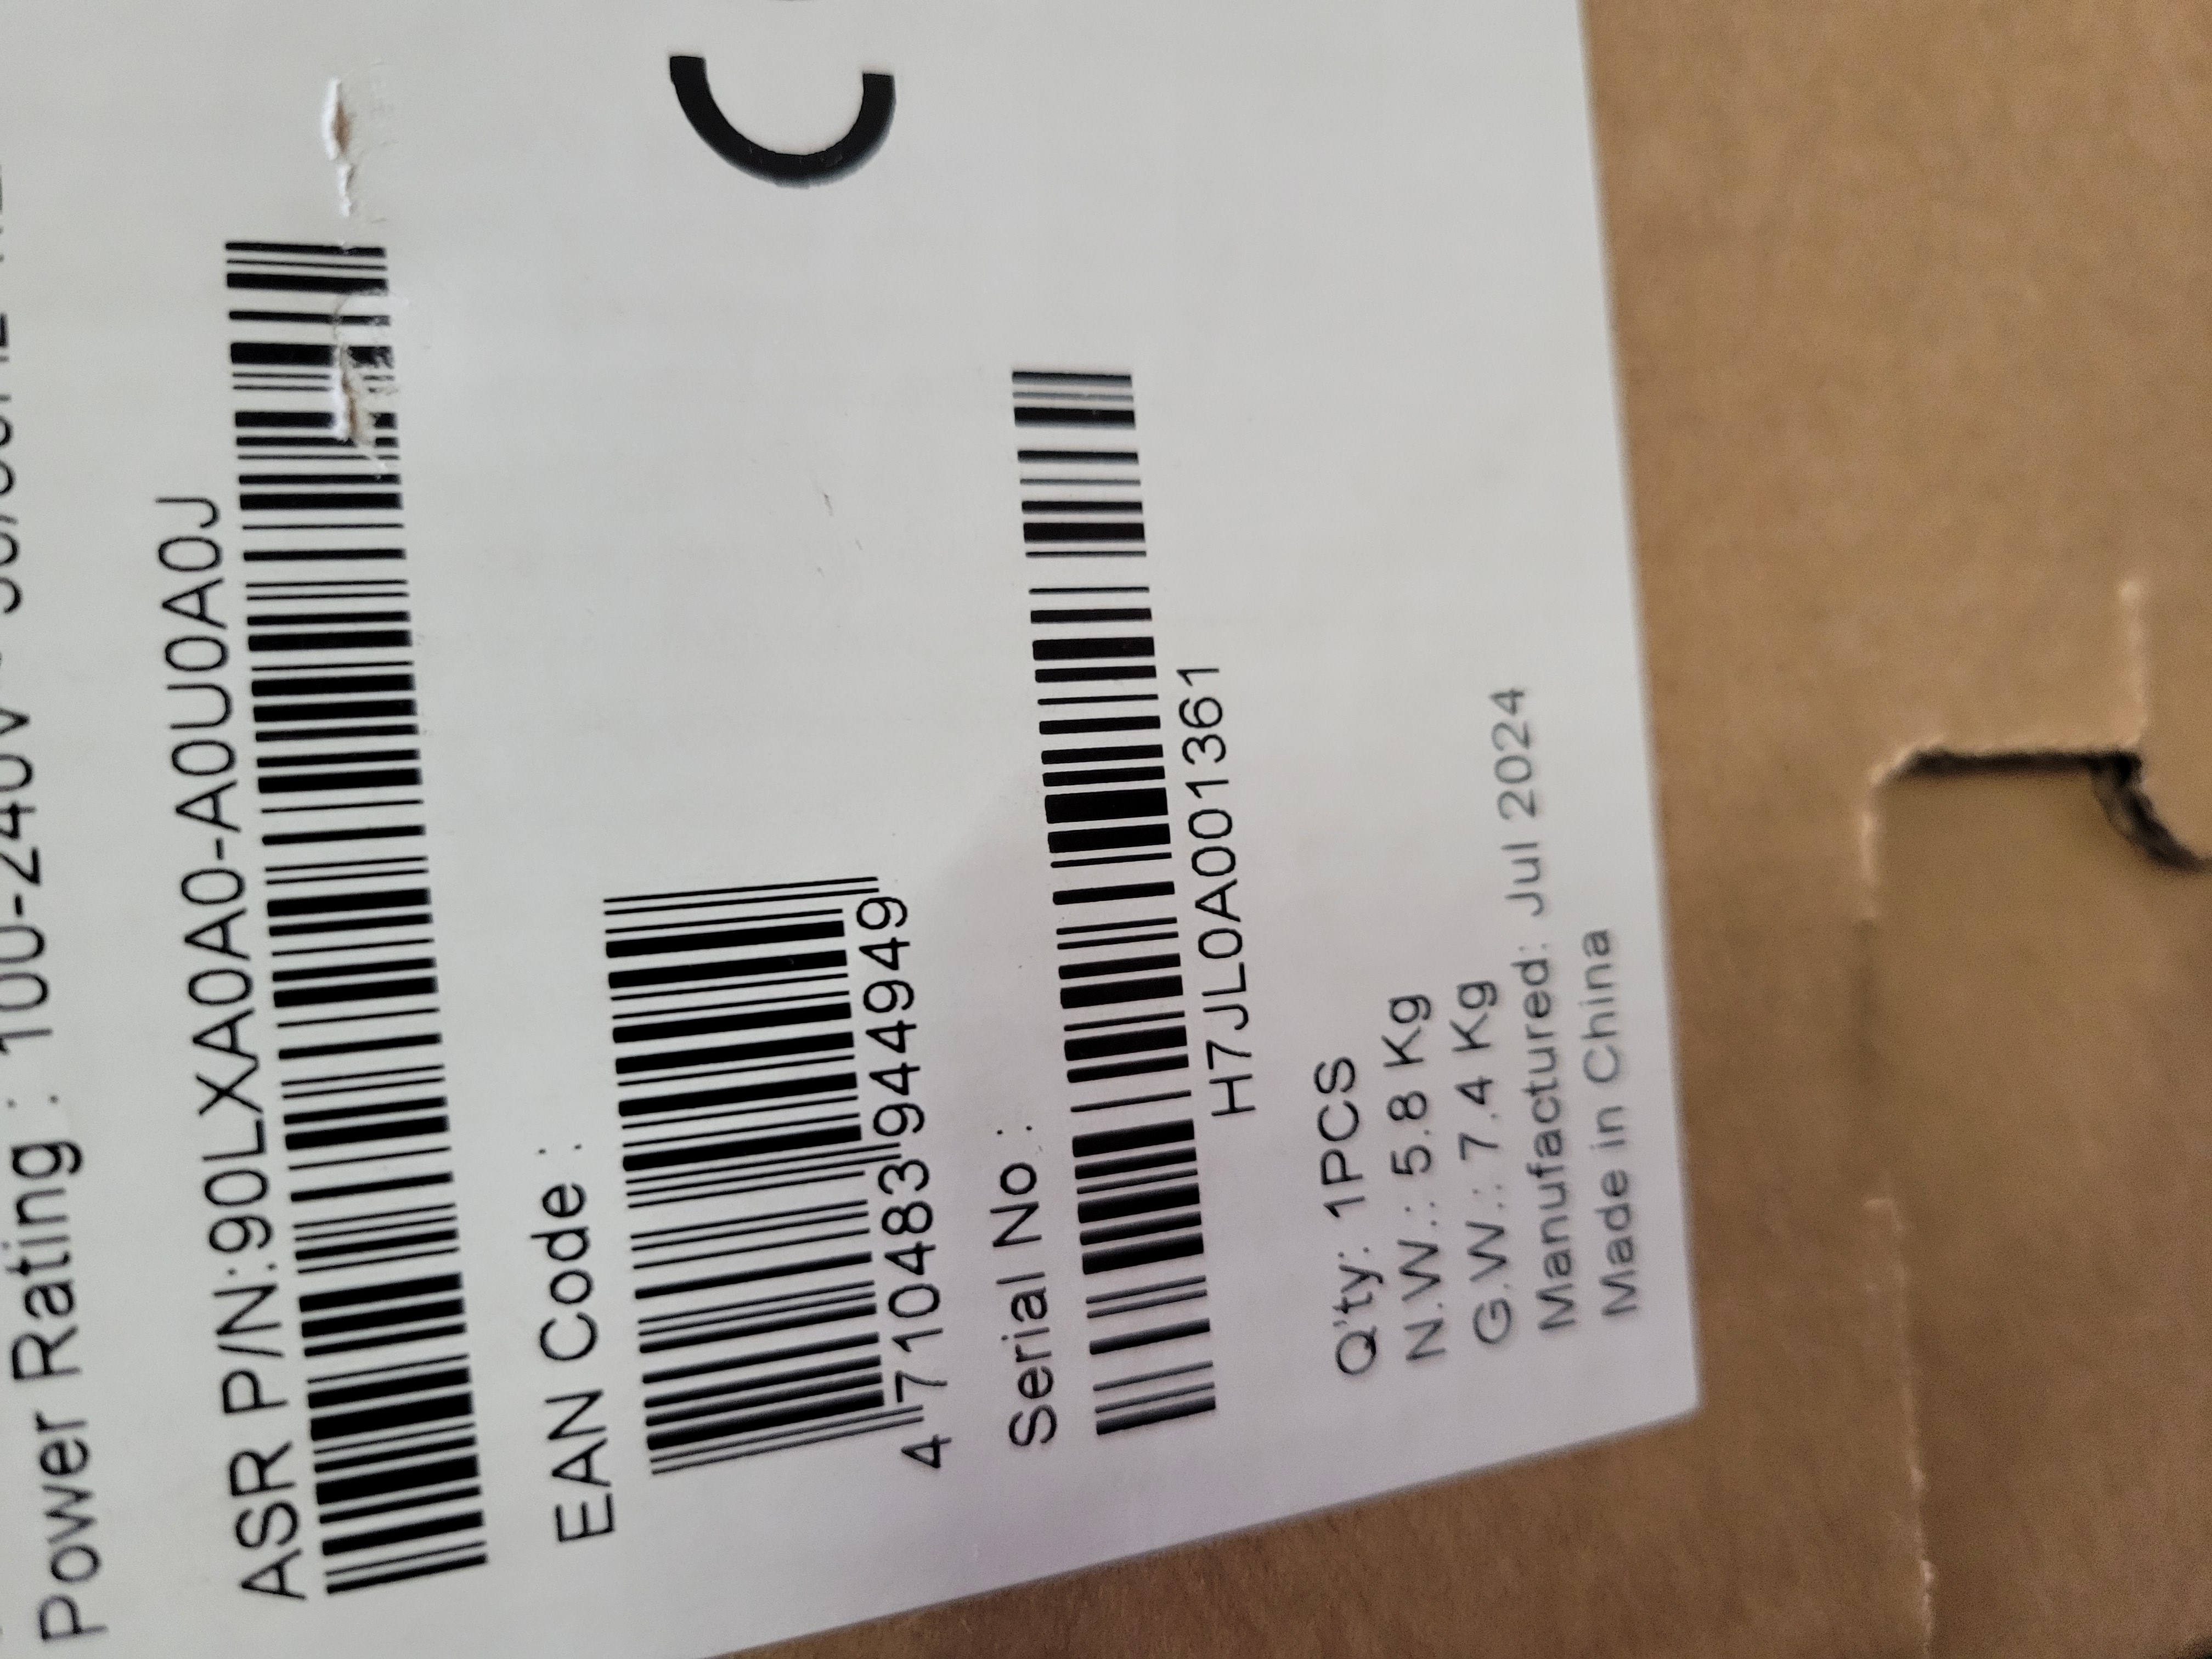 Power Rating : 100-240V
ASR P/N:90LXA0A0-A0U0A0J
EAN Code :
4 710483 944949
Serial No :
H7JL0A001361
Q'ty: 1PCS
N.W.: 5.8 Kg
G.W.: 7.4 Kg
Manufactured: Jul 2024
Made in China